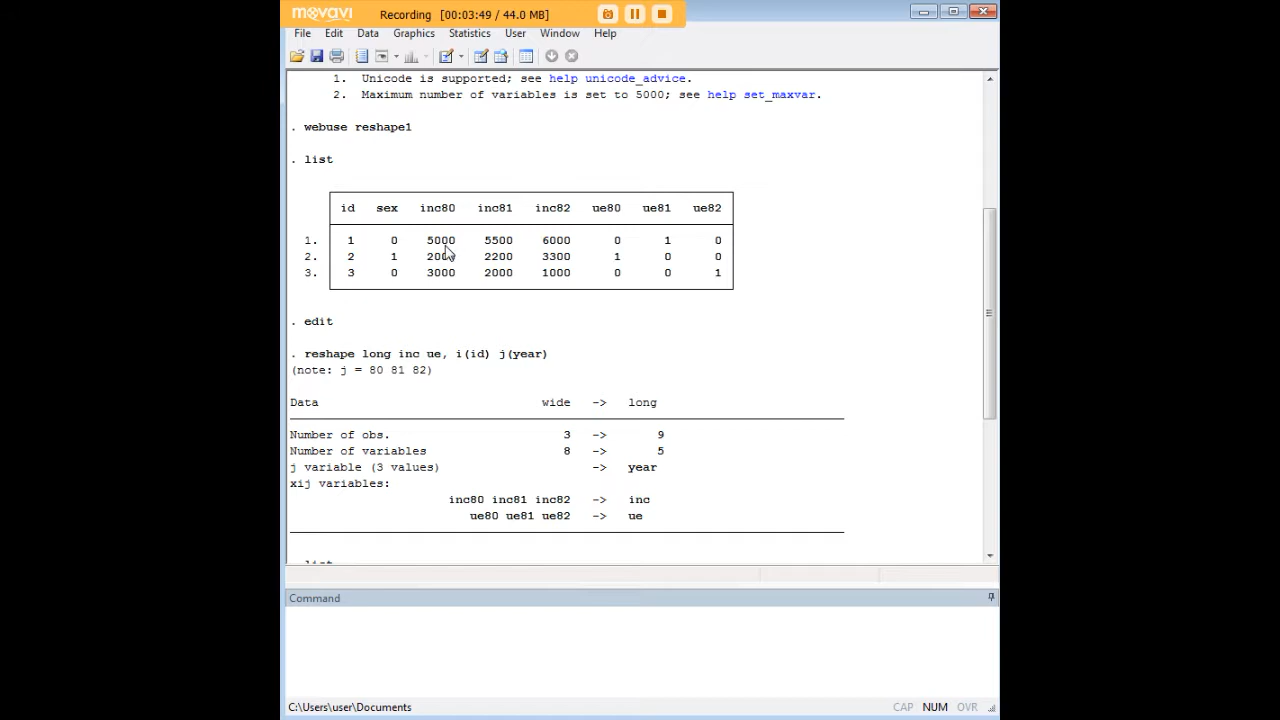 movavi Recording [00:03:49 / 44.0 MB]
File Edit Data Graphics Statistics User Window Help
1. Unicode is supported; see help unicode_advice.
2. Maximum number of variables is set to 5000; see help set_maxvar.
. webuse reshape1
. list
id sex inc80 inc81 inc82 ue80 ue81 ue82
1. 1 0 5000 5500 6000 0 1 0
2. 2 1 2000 2200 3300 1 0 0
3. 3 0 3000 2000 1000 0 0 1
. edit
. reshape long inc ue, i(id) j(year)
(note: j = 80 81 82)
Data wide -> long
Number of obs. 3 -> 9
Number of variables 8 -> 5
j variable (3 values) -> year
xij variables:
inc80 inc81 inc82 -> inc
ue80 ue81 ue82 -> ue
. list
Command
C:\Users\user\Documents CAP NUM OVR